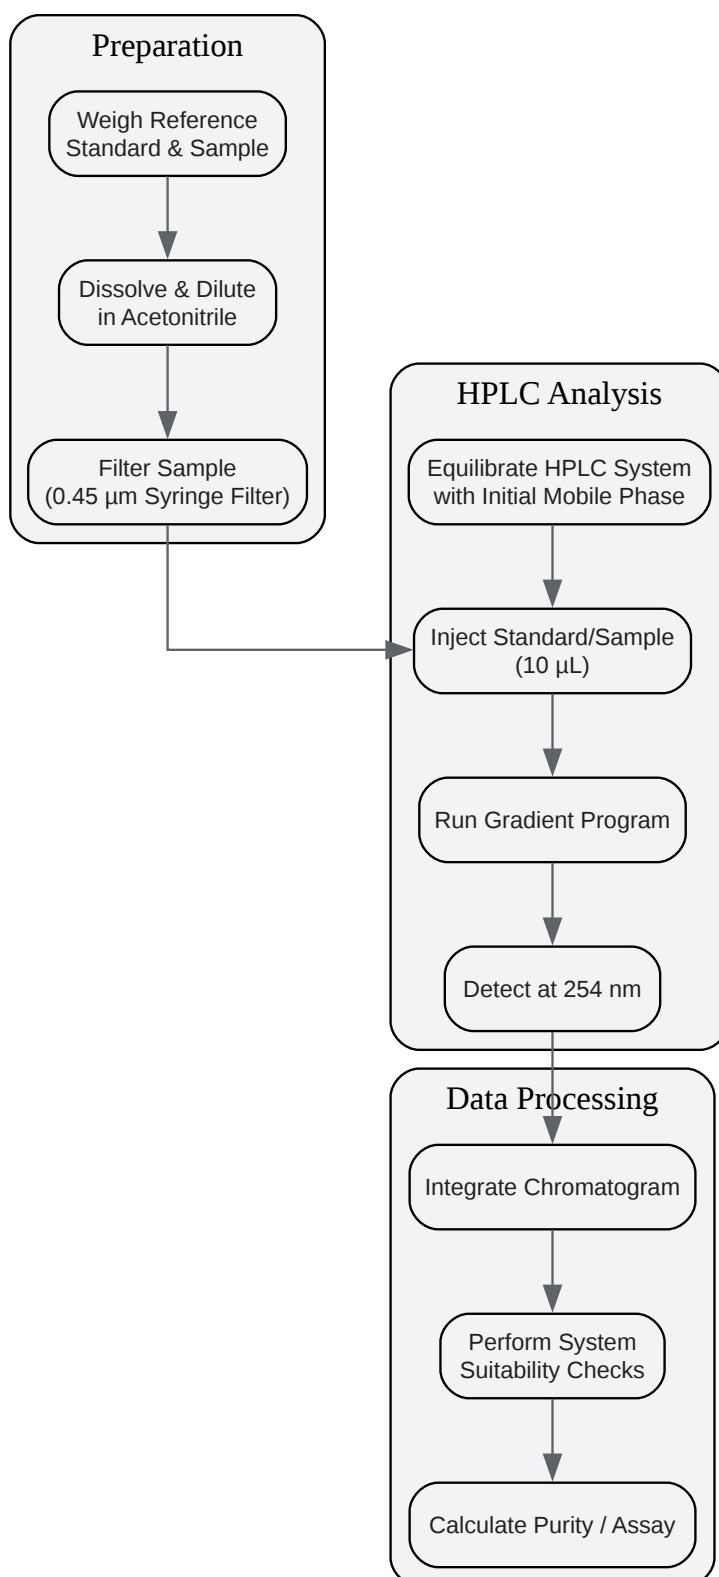 Preparation
Weigh Reference
Standard & Sample
Dissolve & Dilute
in Acetonitrile
Filter Sample
(0.45 µm Syringe Filter)
HPLC Analysis
Equilibrate HPLC System
with Initial Mobile Phase
Inject Standard/Sample
(10 µL)
Run Gradient Program
Detect at 254 nm
Data Processing
Integrate Chromatogram
Perform System
Suitability Checks
Calculate Purity / Assay